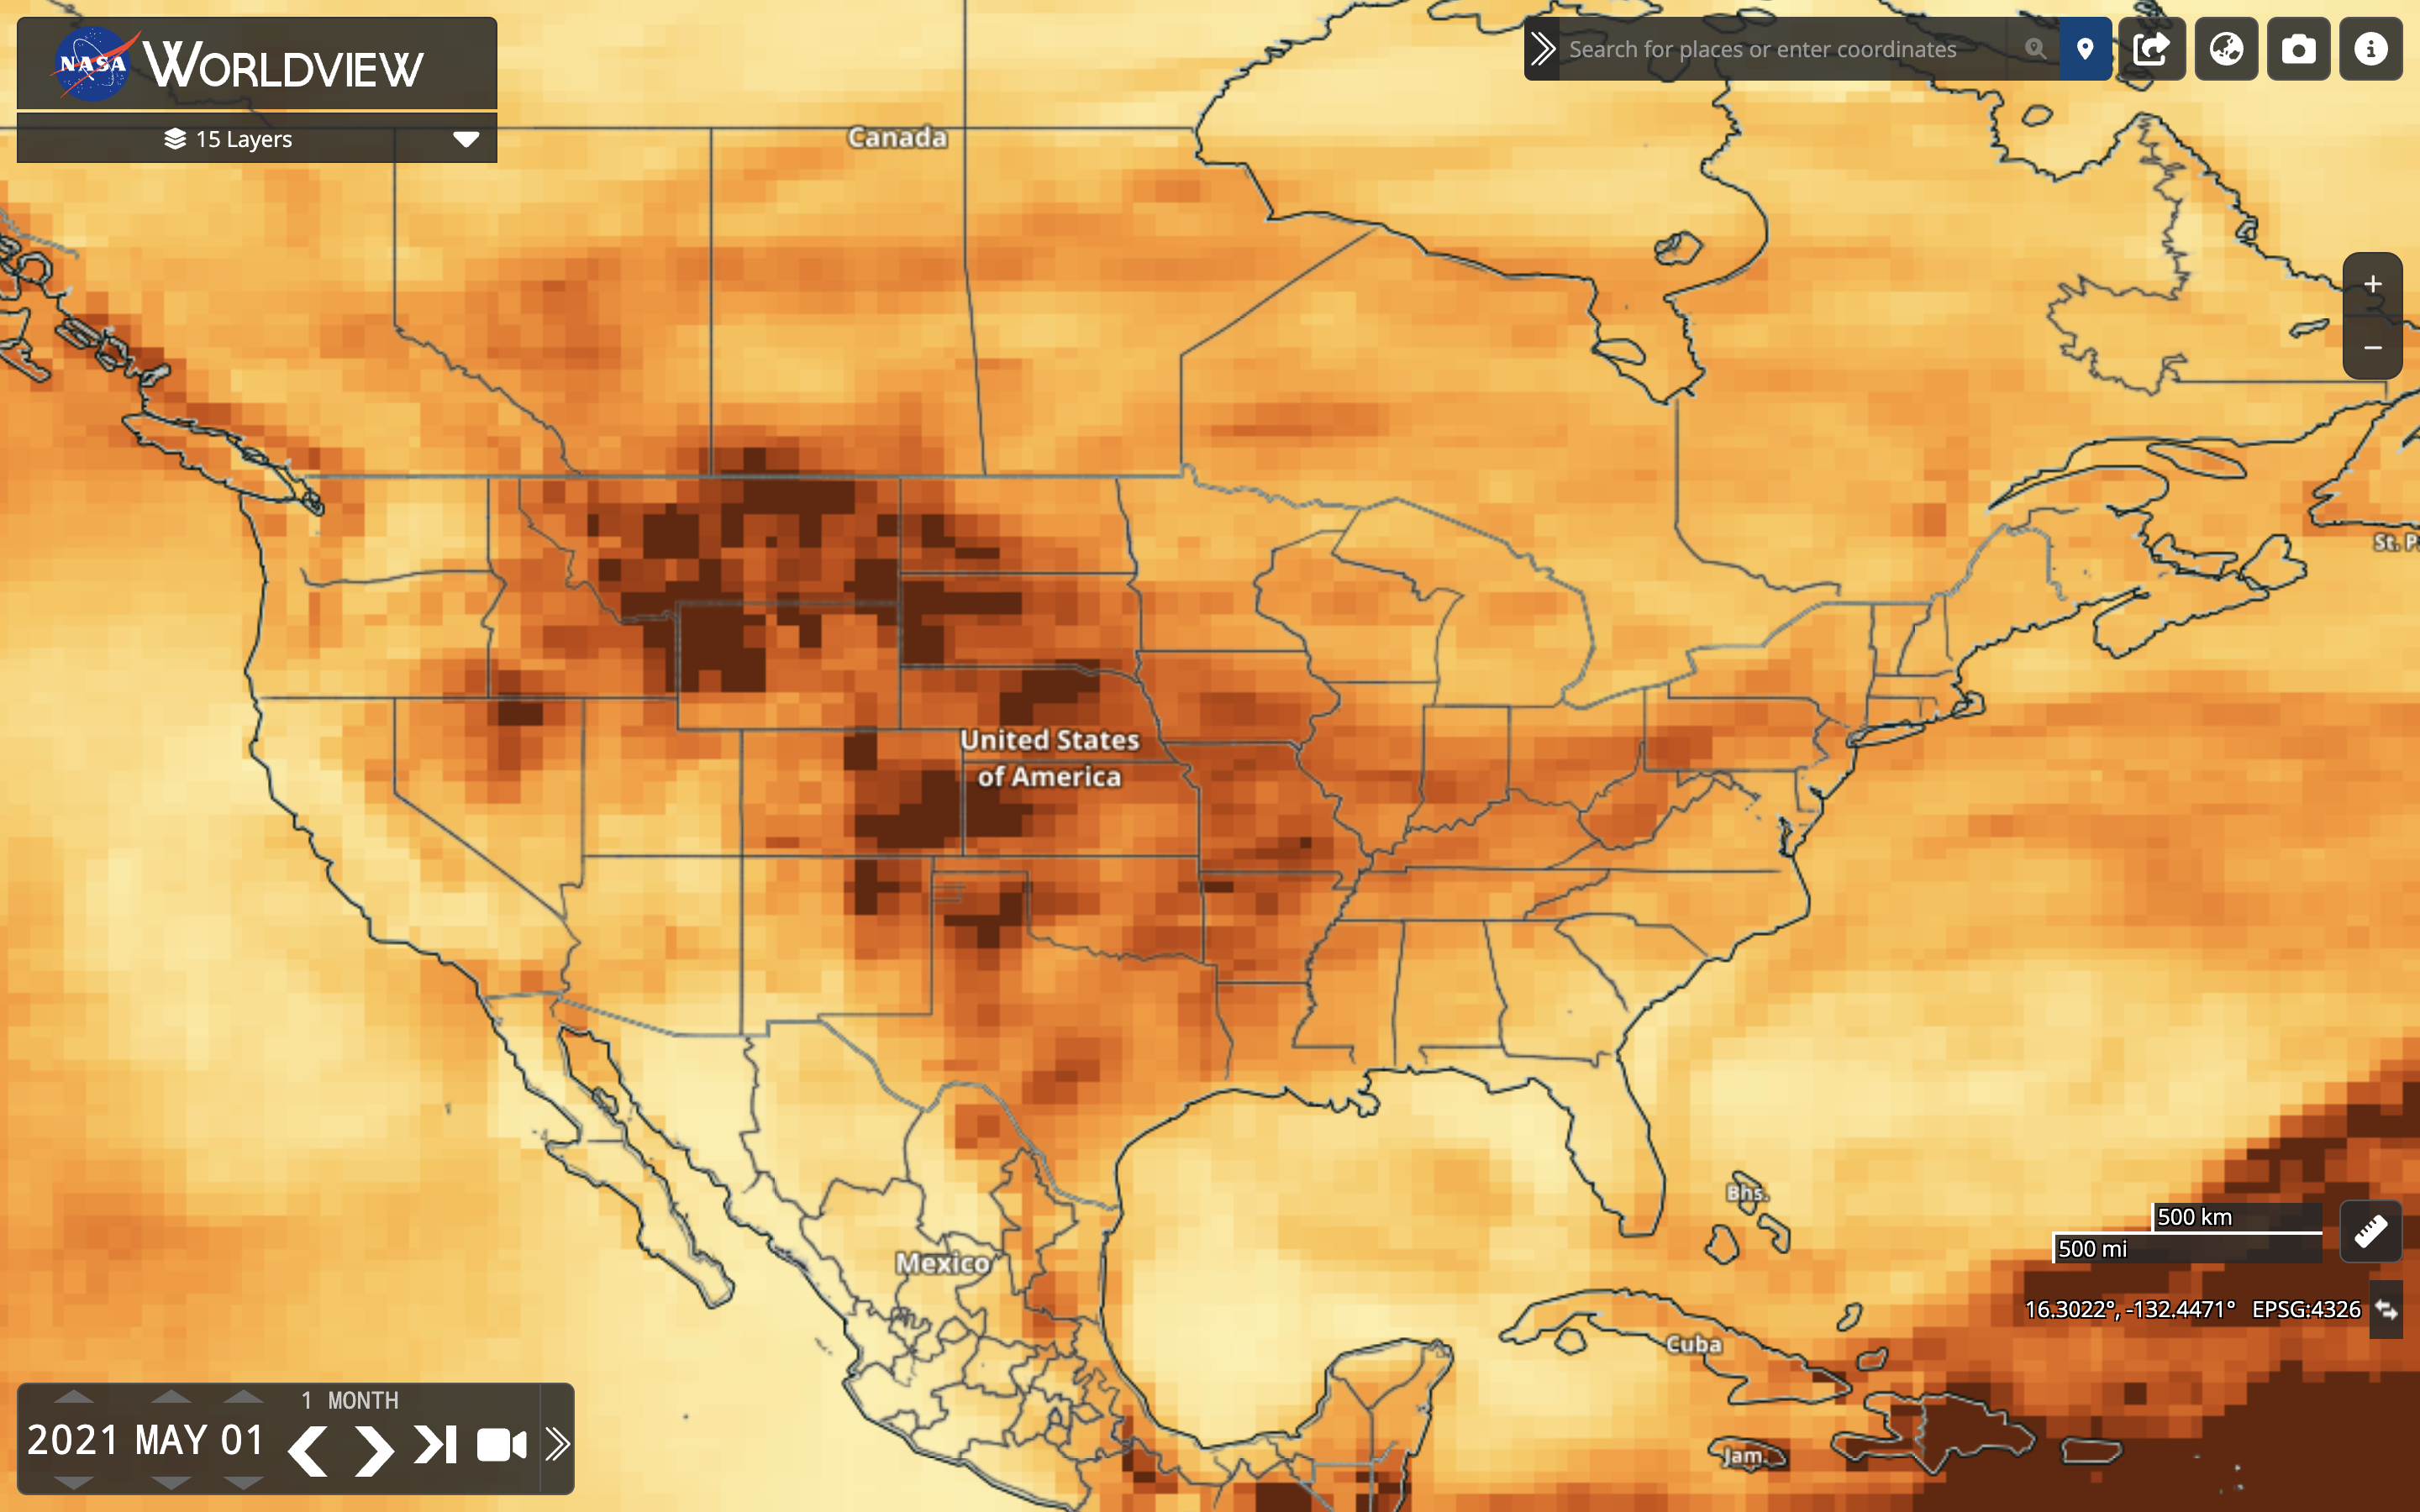 NASA WORLDVIEW
15 Layers
Search for places or enter coordinates
Canada
St. P
United States
of America
Bhs.
500 km
500 mi
Mexico
16.3022°, -132.4471° EPSG:4326
Cuba
Jam.
1 MONTH
2021 MAY 01